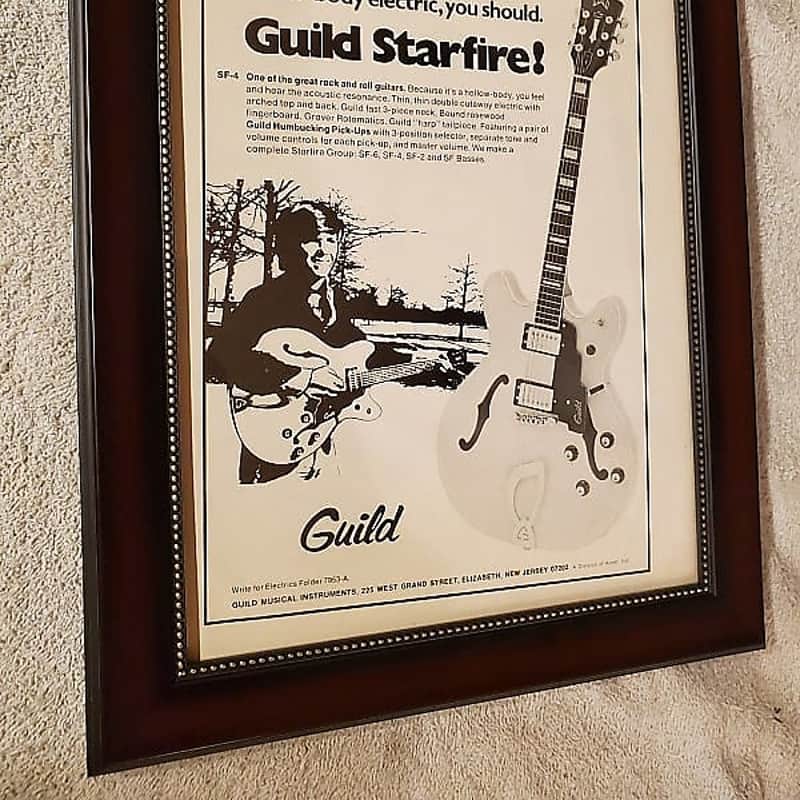 body electric, you should.
Guild Starfire!
SF-4 One of the great rock and roll guitars. Because it's a hollow-body, you feel
and hear the acoustic resonance. Thin, thin double cutaway electric with
arched top and back. Guild fast 3-piece neck. Bound rosewood
fingerboard. Grover Rotomatics. Guild "harp" tailpiece. Featuring a pair of
Guild Humbucking Pick-Ups with 3-position selector, separate tone and
volume controls for each pick-up, and master volume. We make a
complete Starfire Group: SF-6, SF-4, SF-2 and SF Basses.
Guild
Guild
Write for Electrics Folder 7953-A.
GUILD MUSICAL INSTRUMENTS, 225 WEST GRAND STREET, ELIZABETH, NEW JERSEY 07202 A Division of Avnet, Inc.